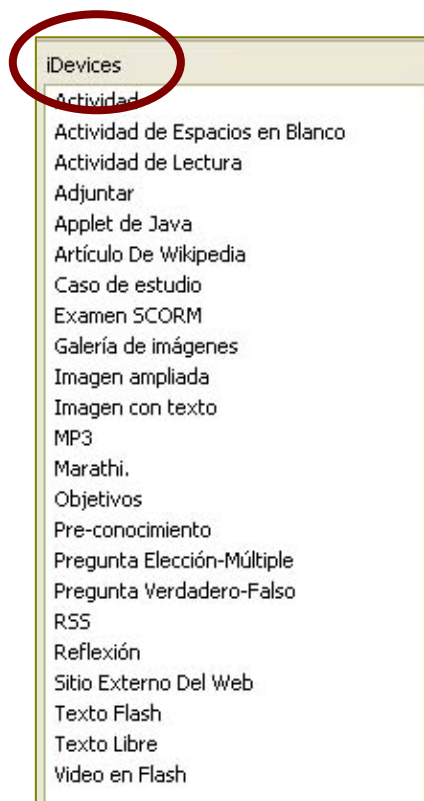 iDevices
Actividad
Actividad de Espacios en Blanco
Actividad de Lectura
Adjuntar
Applet de Java
Artículo De Wikipedia
Caso de estudio
Examen SCORM
Galería de imágenes
Imagen ampliada
Imagen con texto
MP3
Marathi.
Objetivos
Pre-conocimiento
Pregunta Elección-Múltiple
Pregunta Verdadero-Falso
RSS
Reflexión
Sitio Externo Del Web
Texto Flash
Texto Libre
Video en Flash